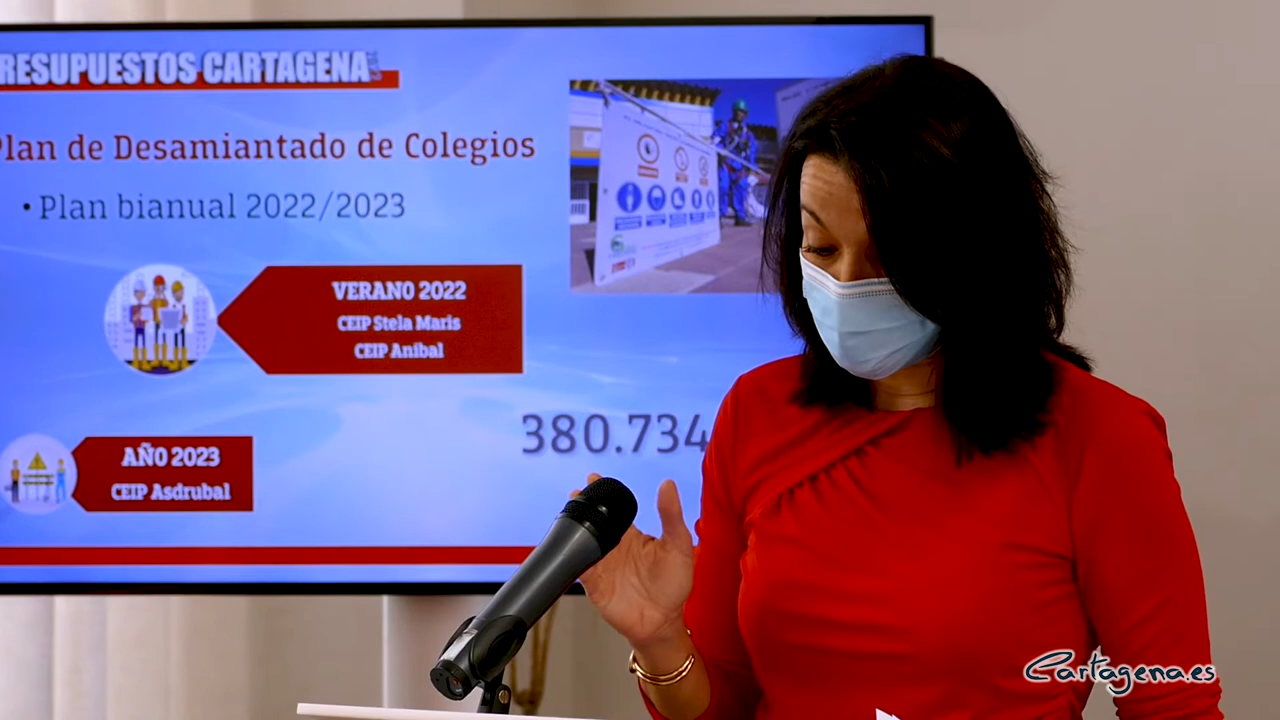 RESUPUESTOS CARTAGENA
Plan de Desamiantado de Colegios
• Plan bianual 2022/2023
VERANO 2022
CEIP Stela Maris
CEIP Aníbal
380.734
AÑO 2023
CEIP Asdrubal
Cartagena.es